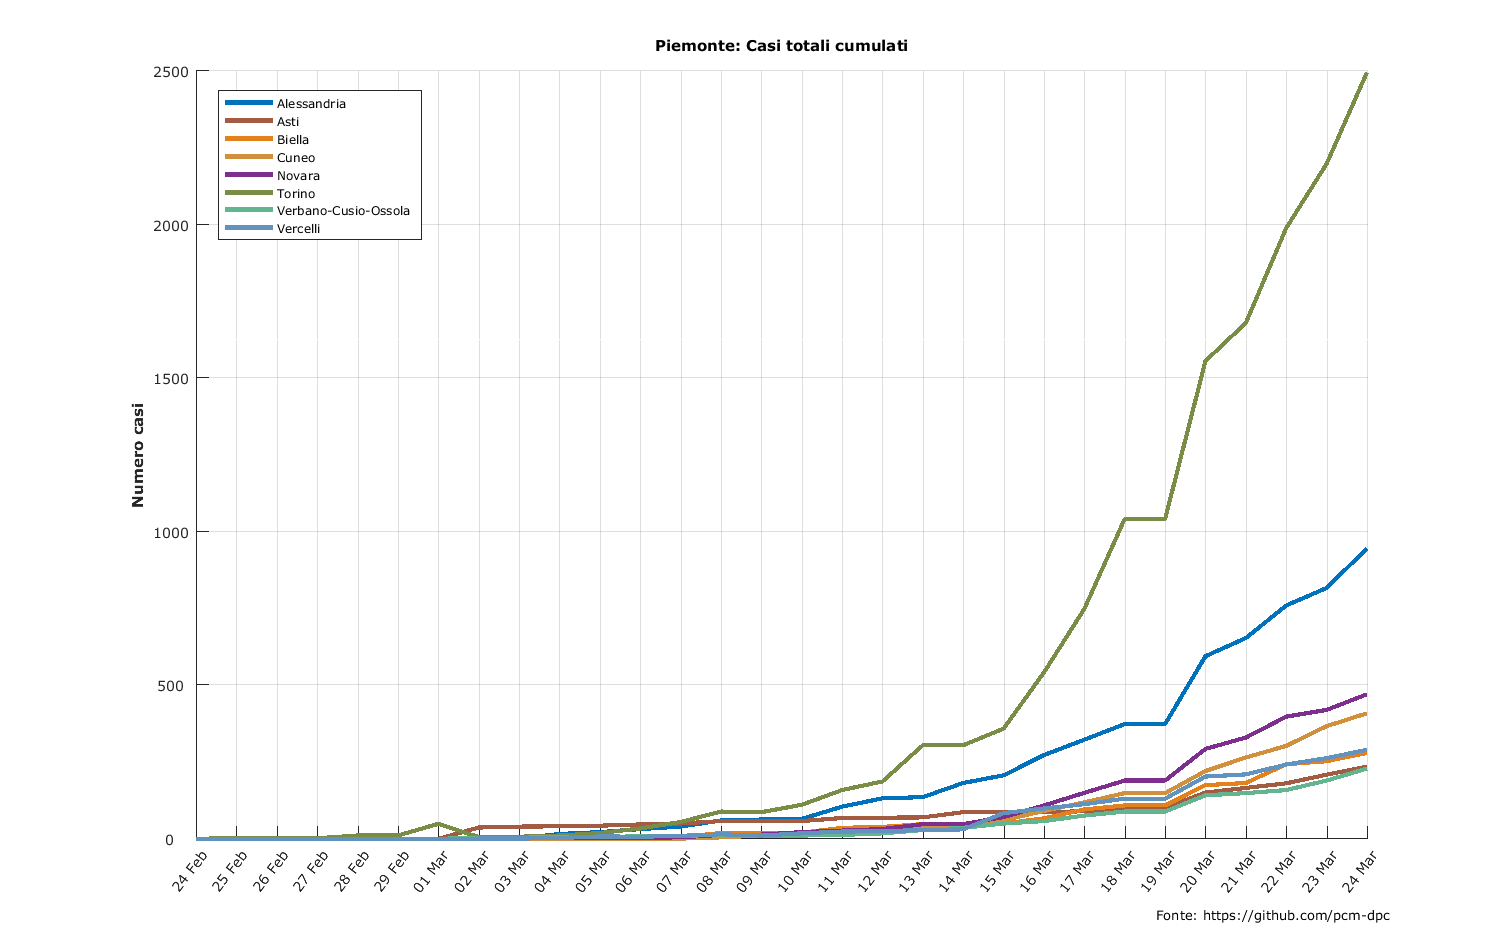 Piemonte: Casi totali cumulati
2500
2000
1500
1000
500
0
Numero casi
Alessandria
Asti
Biella
Cuneo
Novara
Torino
Verbano-Cusio-Ossola
Vercelli
24 Feb
25 Feb
26 Feb
27 Feb
28 Feb
29 Feb
01 Mar
02 Mar
03 Mar
04 Mar
05 Mar
06 Mar
07 Mar
08 Mar
09 Mar
10 Mar
11 Mar
12 Mar
13 Mar
14 Mar
15 Mar
16 Mar
17 Mar
18 Mar
19 Mar
20 Mar
21 Mar
22 Mar
23 Mar
24 Mar
Fonte: https://github.com/pcm-dpc